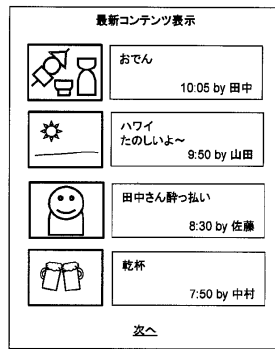 最新コンテンツ表示
おでん
10:05 by 田中
ハワイ
たのしいよ~
9:50 by 山田
田中さん酔っ払い
8:30 by 佐藤
乾杯
7:50 by 中村
次へ